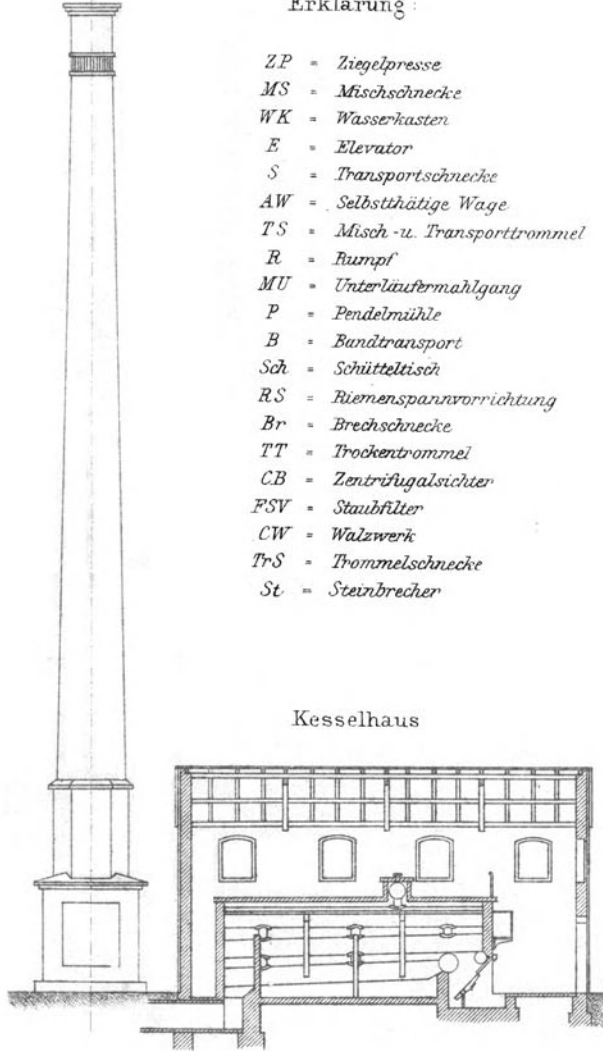 Erklärung:
ZP = Ziegelpresse
MS = Mischschnecke
WK = Wasserkasten
E = Elevator
S = Transportschnecke
AW = Selbstthätige Wage
TS = Misch-u. Transporttrommel
R = Rumpf
MU = Unterläufermahlgang
P = Pendelmühle
B = Bandtransport
Sch = Schütteltisch
RS = Riemenspannvorrichtung
Br = Brechschnecke
TT = Trockentrommel
CB = Zentrifugalsichter
FSV = Staubfilter
CW = Walzwerk
TrS = Trommelschnecke
St = Steinbrecher
Kesselhaus